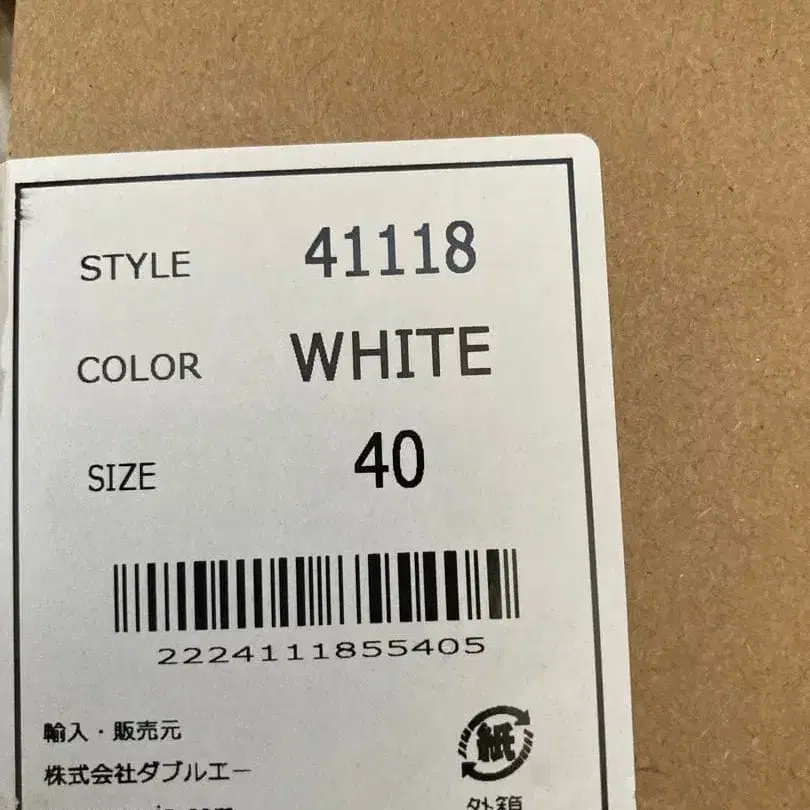 STYLE 41118
COLOR WHITE
SIZE 40
2224111855405
輸入・販売元
株式会社ダブルエー
紙
外箱